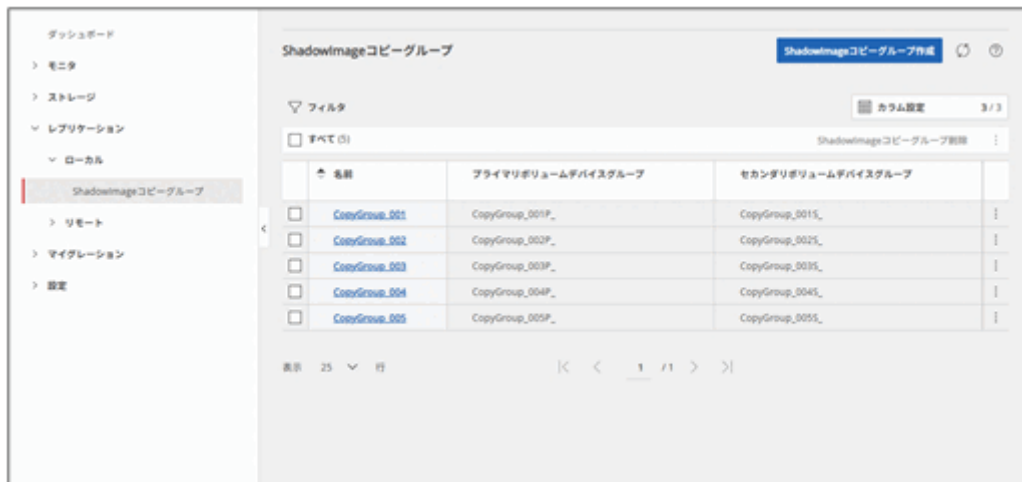 ダッシュボード
モニタ
ストレージ
レプリケーション
ローカル
ShadowImageコピーグループ
リモート
マイグレーション
設定
ShadowImageコピーグループ
ShadowImageコピーグループ作成
フィルタ
カラム設定 3 / 3
すべて (5) ShadowImageコピーグループ削除
名前 プライマリボリュームデバイスグループ セカンダリボリュームデバイスグループ
CopyGroup_001 CopyGroup_001P_ CopyGroup_001S_
CopyGroup_002 CopyGroup_002P_ CopyGroup_002S_
CopyGroup_003 CopyGroup_003P_ CopyGroup_003S_
CopyGroup_004 CopyGroup_004P_ CopyGroup_004S_
CopyGroup_005 CopyGroup_005P_ CopyGroup_005S_
表示 25 行 1 / 1